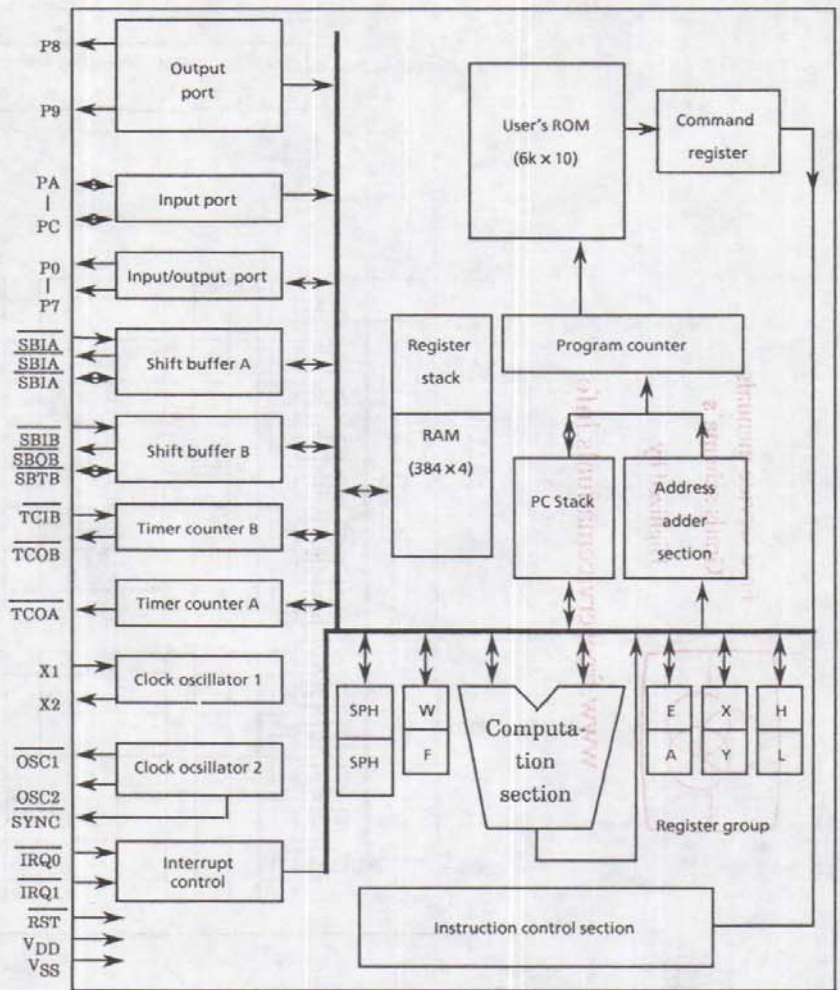 P8
P9
Output
port
PA
PC
Input port
P0
P7
Input/output port
SBIA
SBIA
SBIA
Shift buffer A
SBIB
SBOB
SBTB
Shift buffer B
TCIB
TCOB
Timer counter B
TCOA
Timer counter A
X1
X2
Clock oscillator 1
OSC1
OSC2
SYNC
Clock ocsillator 2
IRQ0
IRQ1
Interrupt
control
RST
VDD
VSS
User's ROM
(6k × 10)
Command
register
Register
stack
RAM
(384 × 4)
Program counter
PC Stack
Address
adder
section
SPH
SPH
W
F
Computa-
tion
section
E
A
X
Y
H
L
Register group
Instruction control section